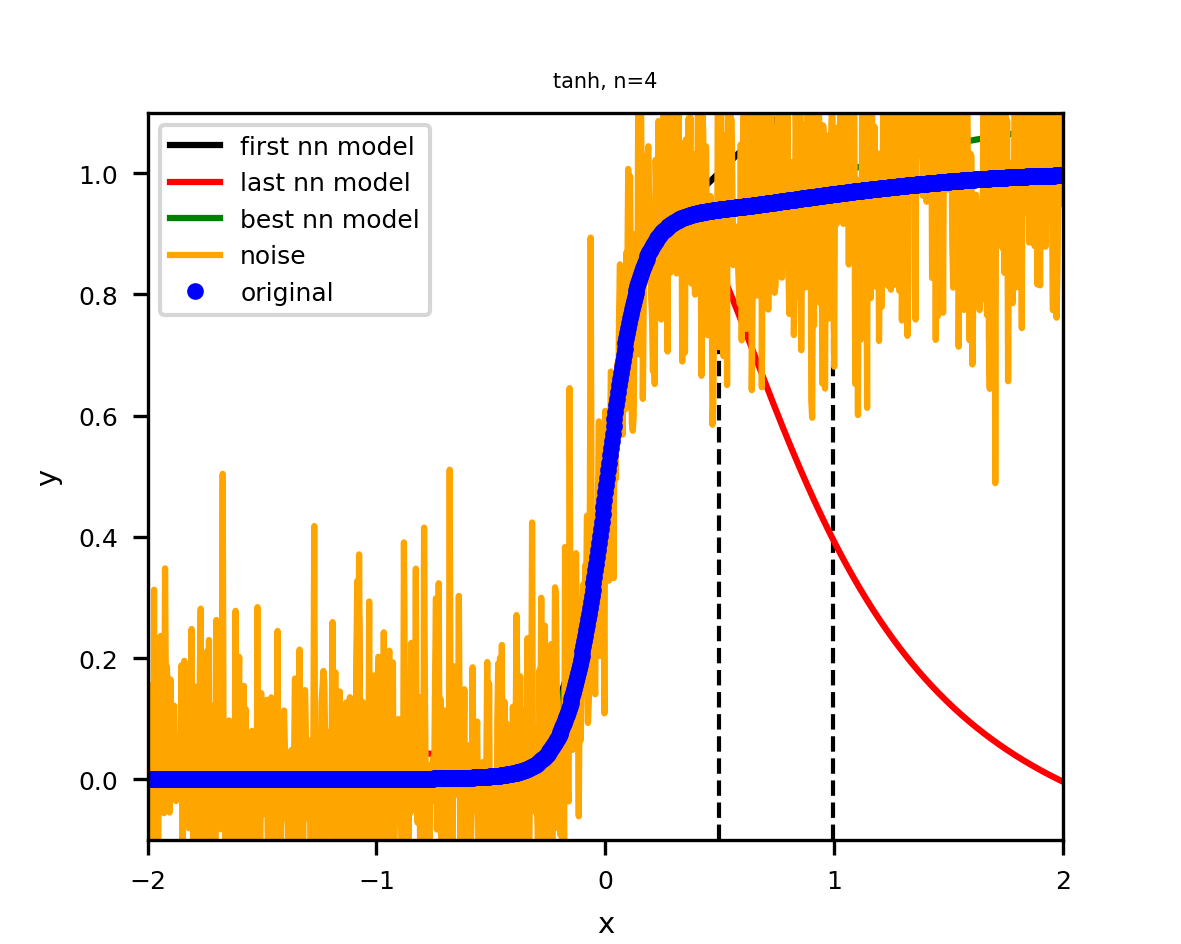 tanh, n=4
first nn model
last nn model
best nn model
noise
original
1.0
0.8
0.6
0.4
0.2
0.0
y
−2
−1
0
1
2
x